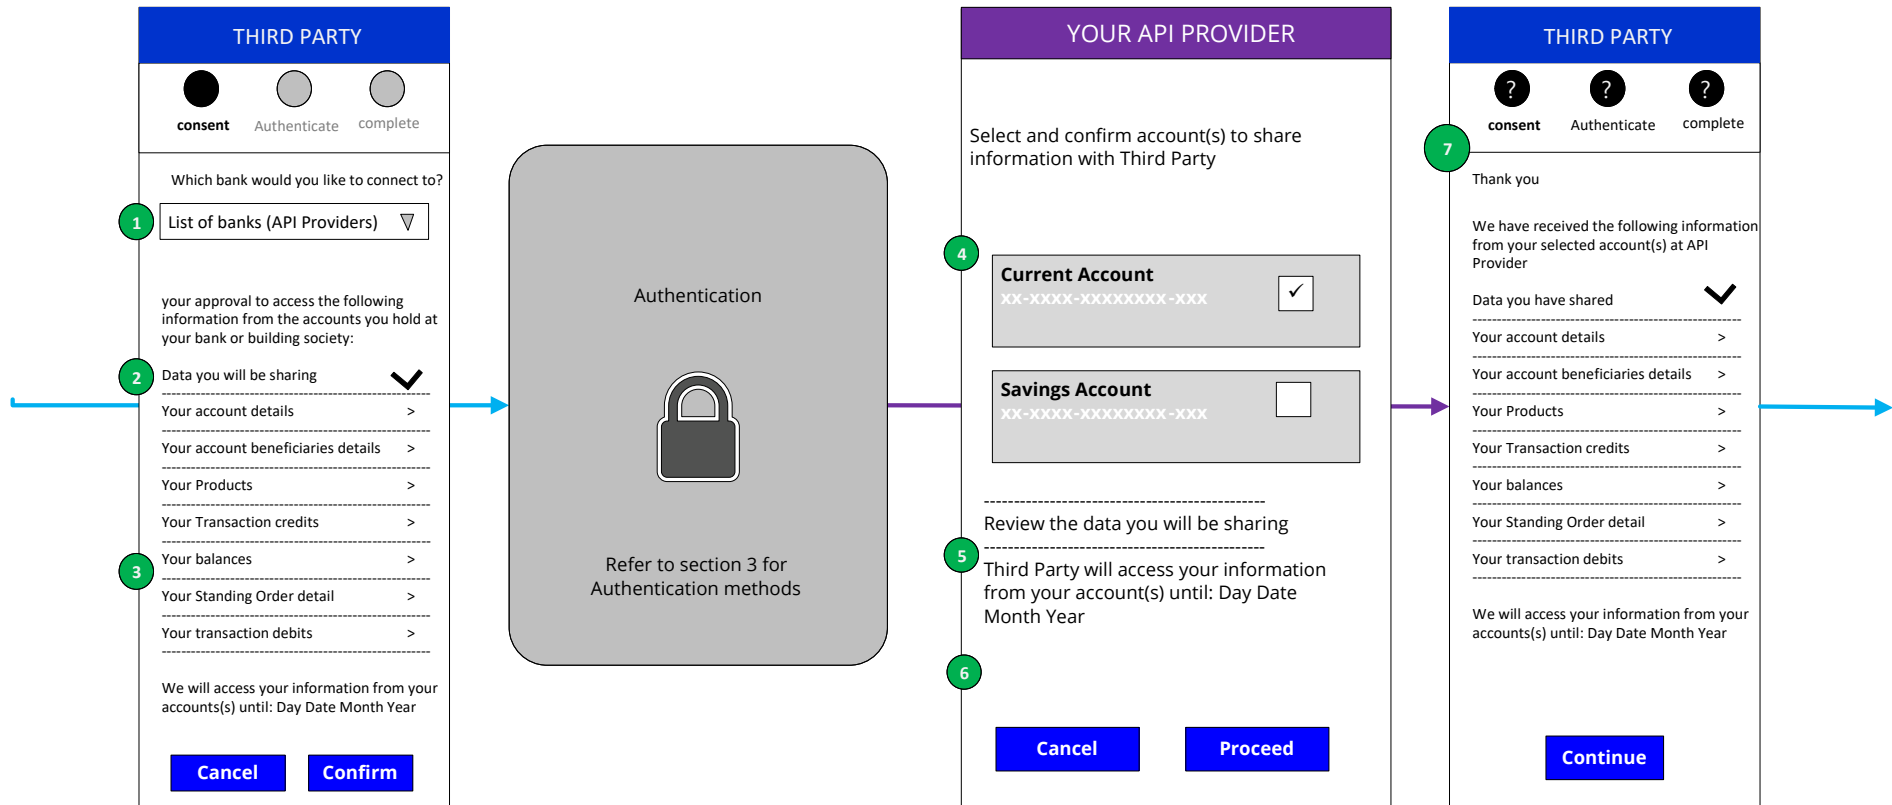 THIRD PARTY
consent
Authenticate
complete
Which bank would you like to connect to?
1
List of banks (API Providers)
your approval to access the following
information from the accounts you hold at
your bank or building society:
2
Data you will be sharing
Your account details >
Your account beneficiaries details >
Your Products >
Your Transaction credits >
3
Your balances >
Your Standing Order detail >
Your transaction debits >
We will access your information from your
accounts(s) until: Day Date Month Year
Cancel
Confirm
Authentication
Refer to section 3 for
Authentication methods
YOUR API PROVIDER
Select and confirm account(s) to share
information with Third Party
4
Current Account
xx-xxxx-xxxxxxxx-xxx
Savings Account
xx-xxxx-xxxxxxxx-xxx
Review the data you will be sharing
5
Third Party will access your information
from your account(s) until: Day Date
Month Year
6
Cancel
Proceed
THIRD PARTY
? ? ?
consent
Authenticate
complete
7
Thank you
We have received the following information
from your selected account(s) at API
Provider
Data you have shared
Your account details >
Your account beneficiaries details >
Your Products >
Your Transaction credits >
Your balances >
Your Standing Order detail >
Your transaction debits >
We will access your information from your
accounts(s) until: Day Date Month Year
Continue